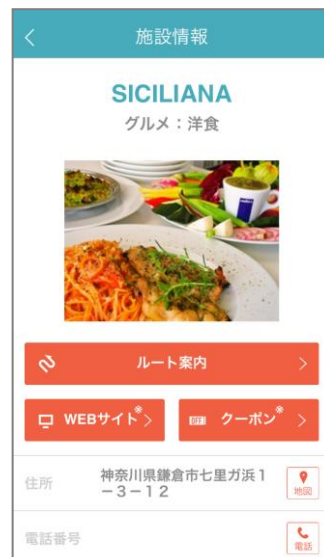 施設情報
SICILIANA
グルメ：洋食
LAVAZZA
ルート案内
WEBサイト※
OFF クーポン※
住所
神奈川県鎌倉市七里ガ浜１
－３－１２
地図
電話番号
電話